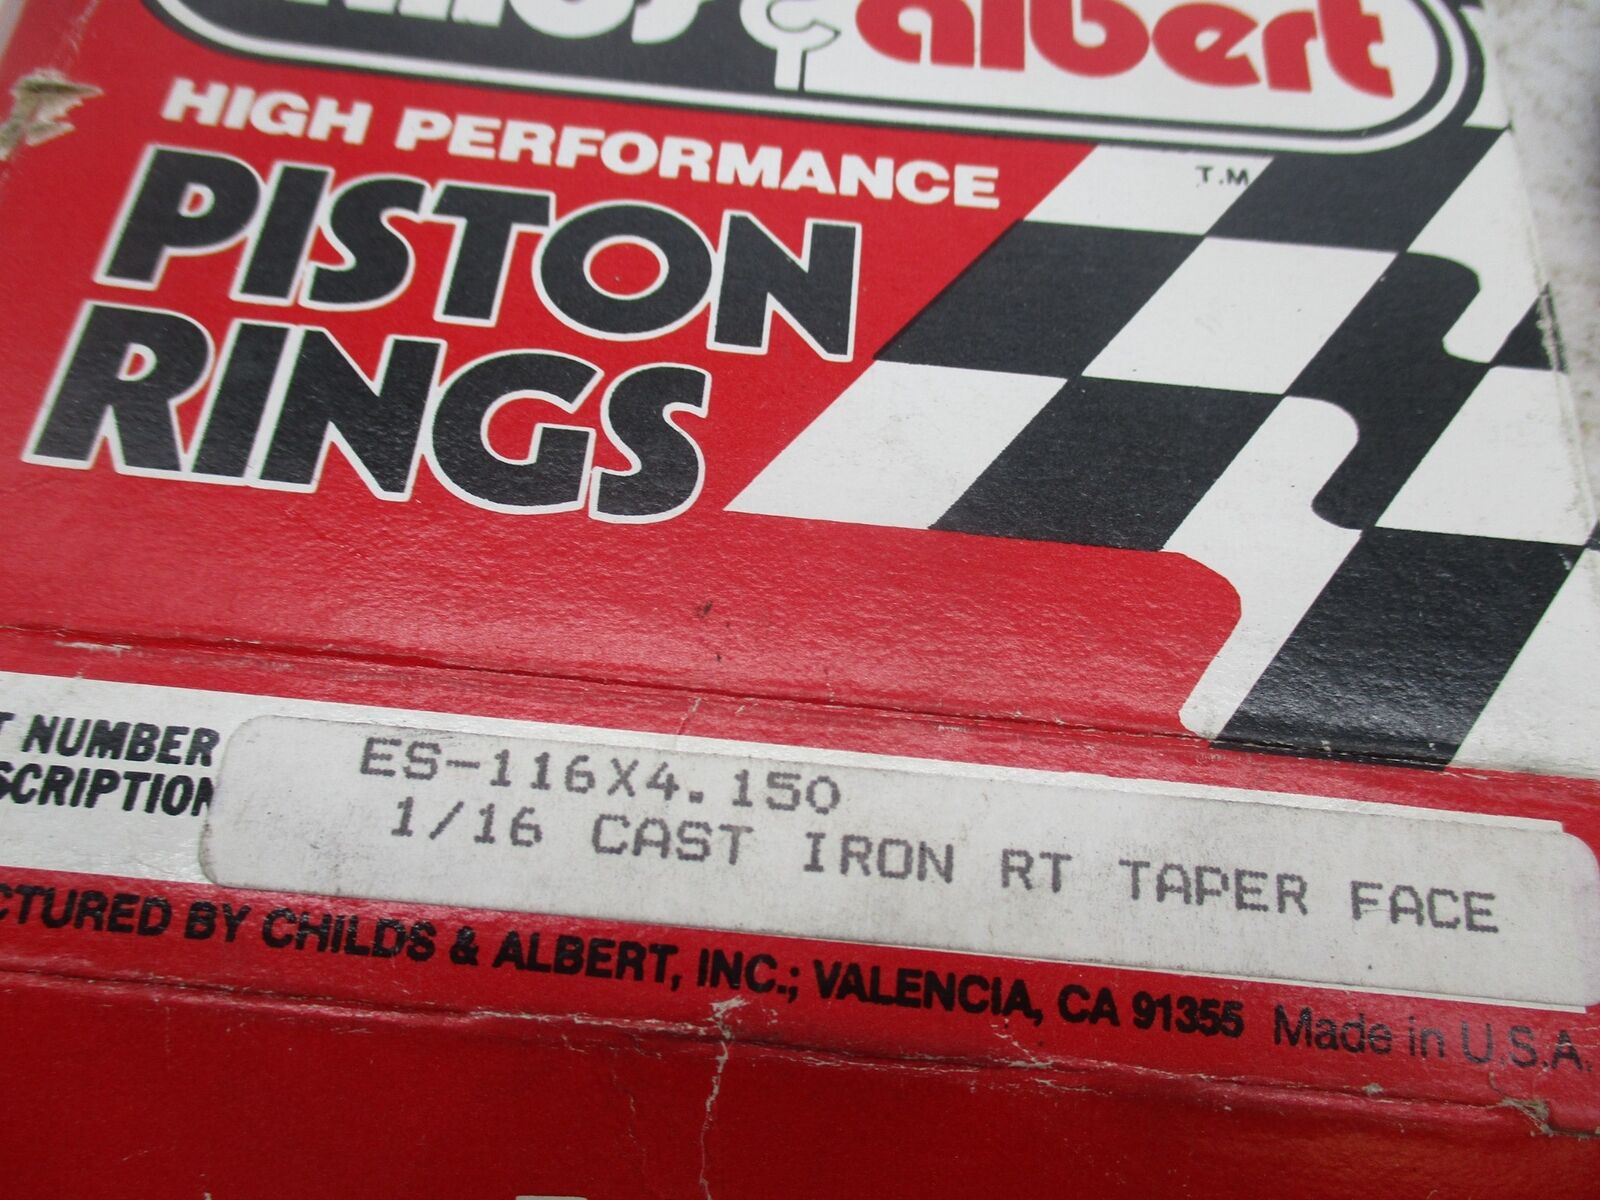 & albert
HIGH PERFORMANCE
T.M
PISTON
RINGS
T NUMBER
SCRIPTION
ES-116X4.150
1/16 CAST IRON RT TAPER FACE
CTURED BY CHILDS & ALBERT, INC.; VALENCIA, CA 91355 Made in U.S.A.